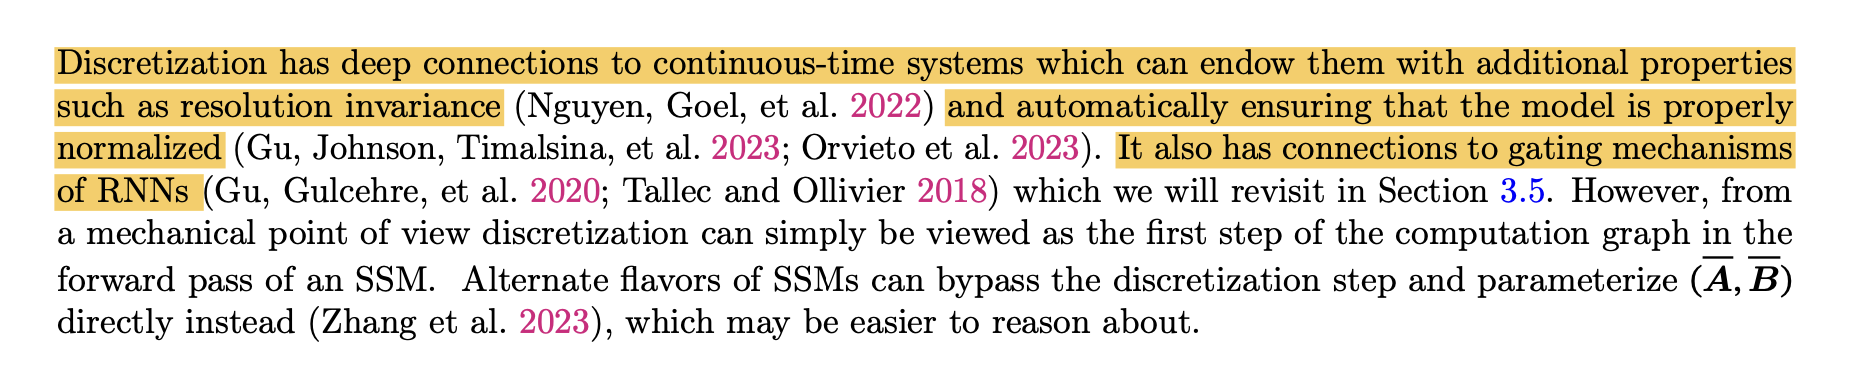 Discretization has deep connections to continuous-time systems which can endow them with additional properties
such as resolution invariance (Nguyen, Goel, et al. 2022) and automatically ensuring that the model is properly
normalized (Gu, Johnson, Timalsina, et al. 2023; Orvieto et al. 2023). It also has connections to gating mechanisms
of RNNs (Gu, Gulcehre, et al. 2020; Tallec and Ollivier 2018) which we will revisit in Section 3.5. However, from
a mechanical point of view discretization can simply be viewed as the first step of the computation graph in the
forward pass of an SSM. Alternate flavors of SSMs can bypass the discretization step and parameterize (A̅, B̅)
directly instead (Zhang et al. 2023), which may be easier to reason about.